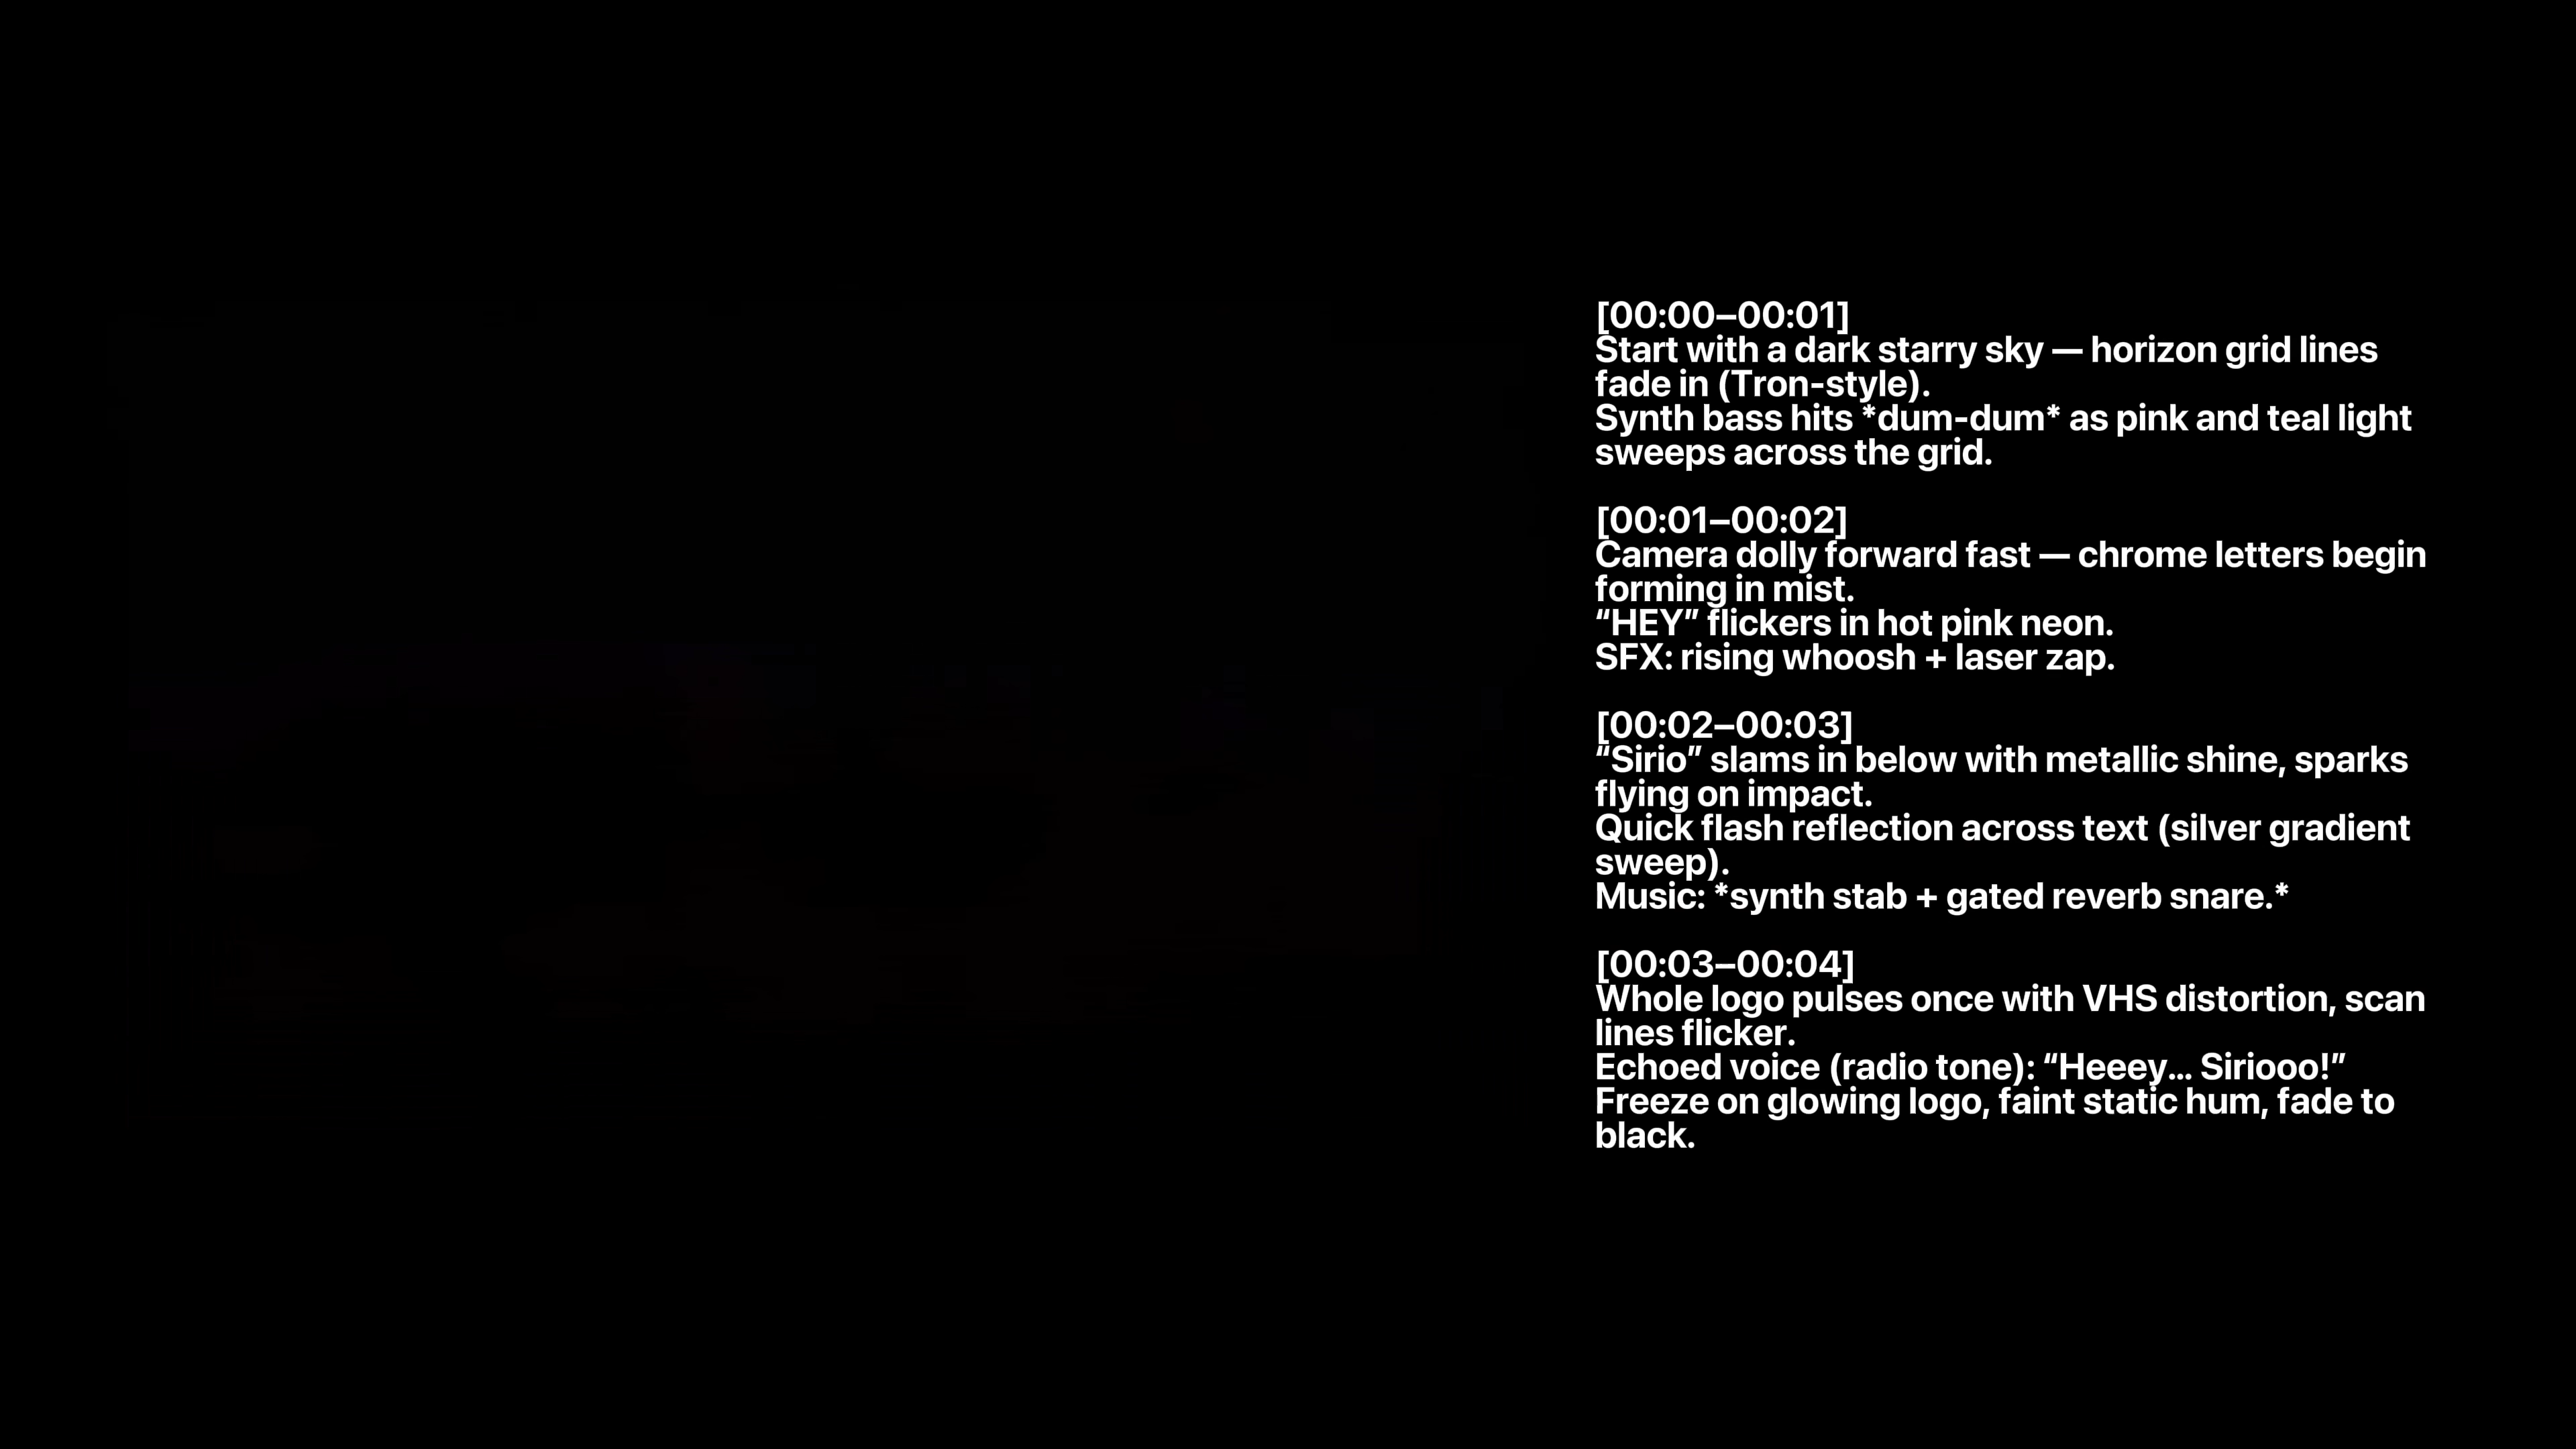 [00:00–00:01]
Start with a dark starry sky — horizon grid lines
fade in (Tron-style).
Synth bass hits *dum-dum* as pink and teal light
sweeps across the grid.
[00:01–00:02]
Camera dolly forward fast — chrome letters begin
forming in mist.
“HEY” flickers in hot pink neon.
SFX: rising whoosh + laser zap.
[00:02–00:03]
“Sirio” slams in below with metallic shine, sparks
flying on impact.
Quick flash reflection across text (silver gradient
sweep).
Music: *synth stab + gated reverb snare.*
[00:03–00:04]
Whole logo pulses once with VHS distortion, scan
lines flicker.
Echoed voice (radio tone): “Heeey… Siriooo!”
Freeze on glowing logo, faint static hum, fade to
black.